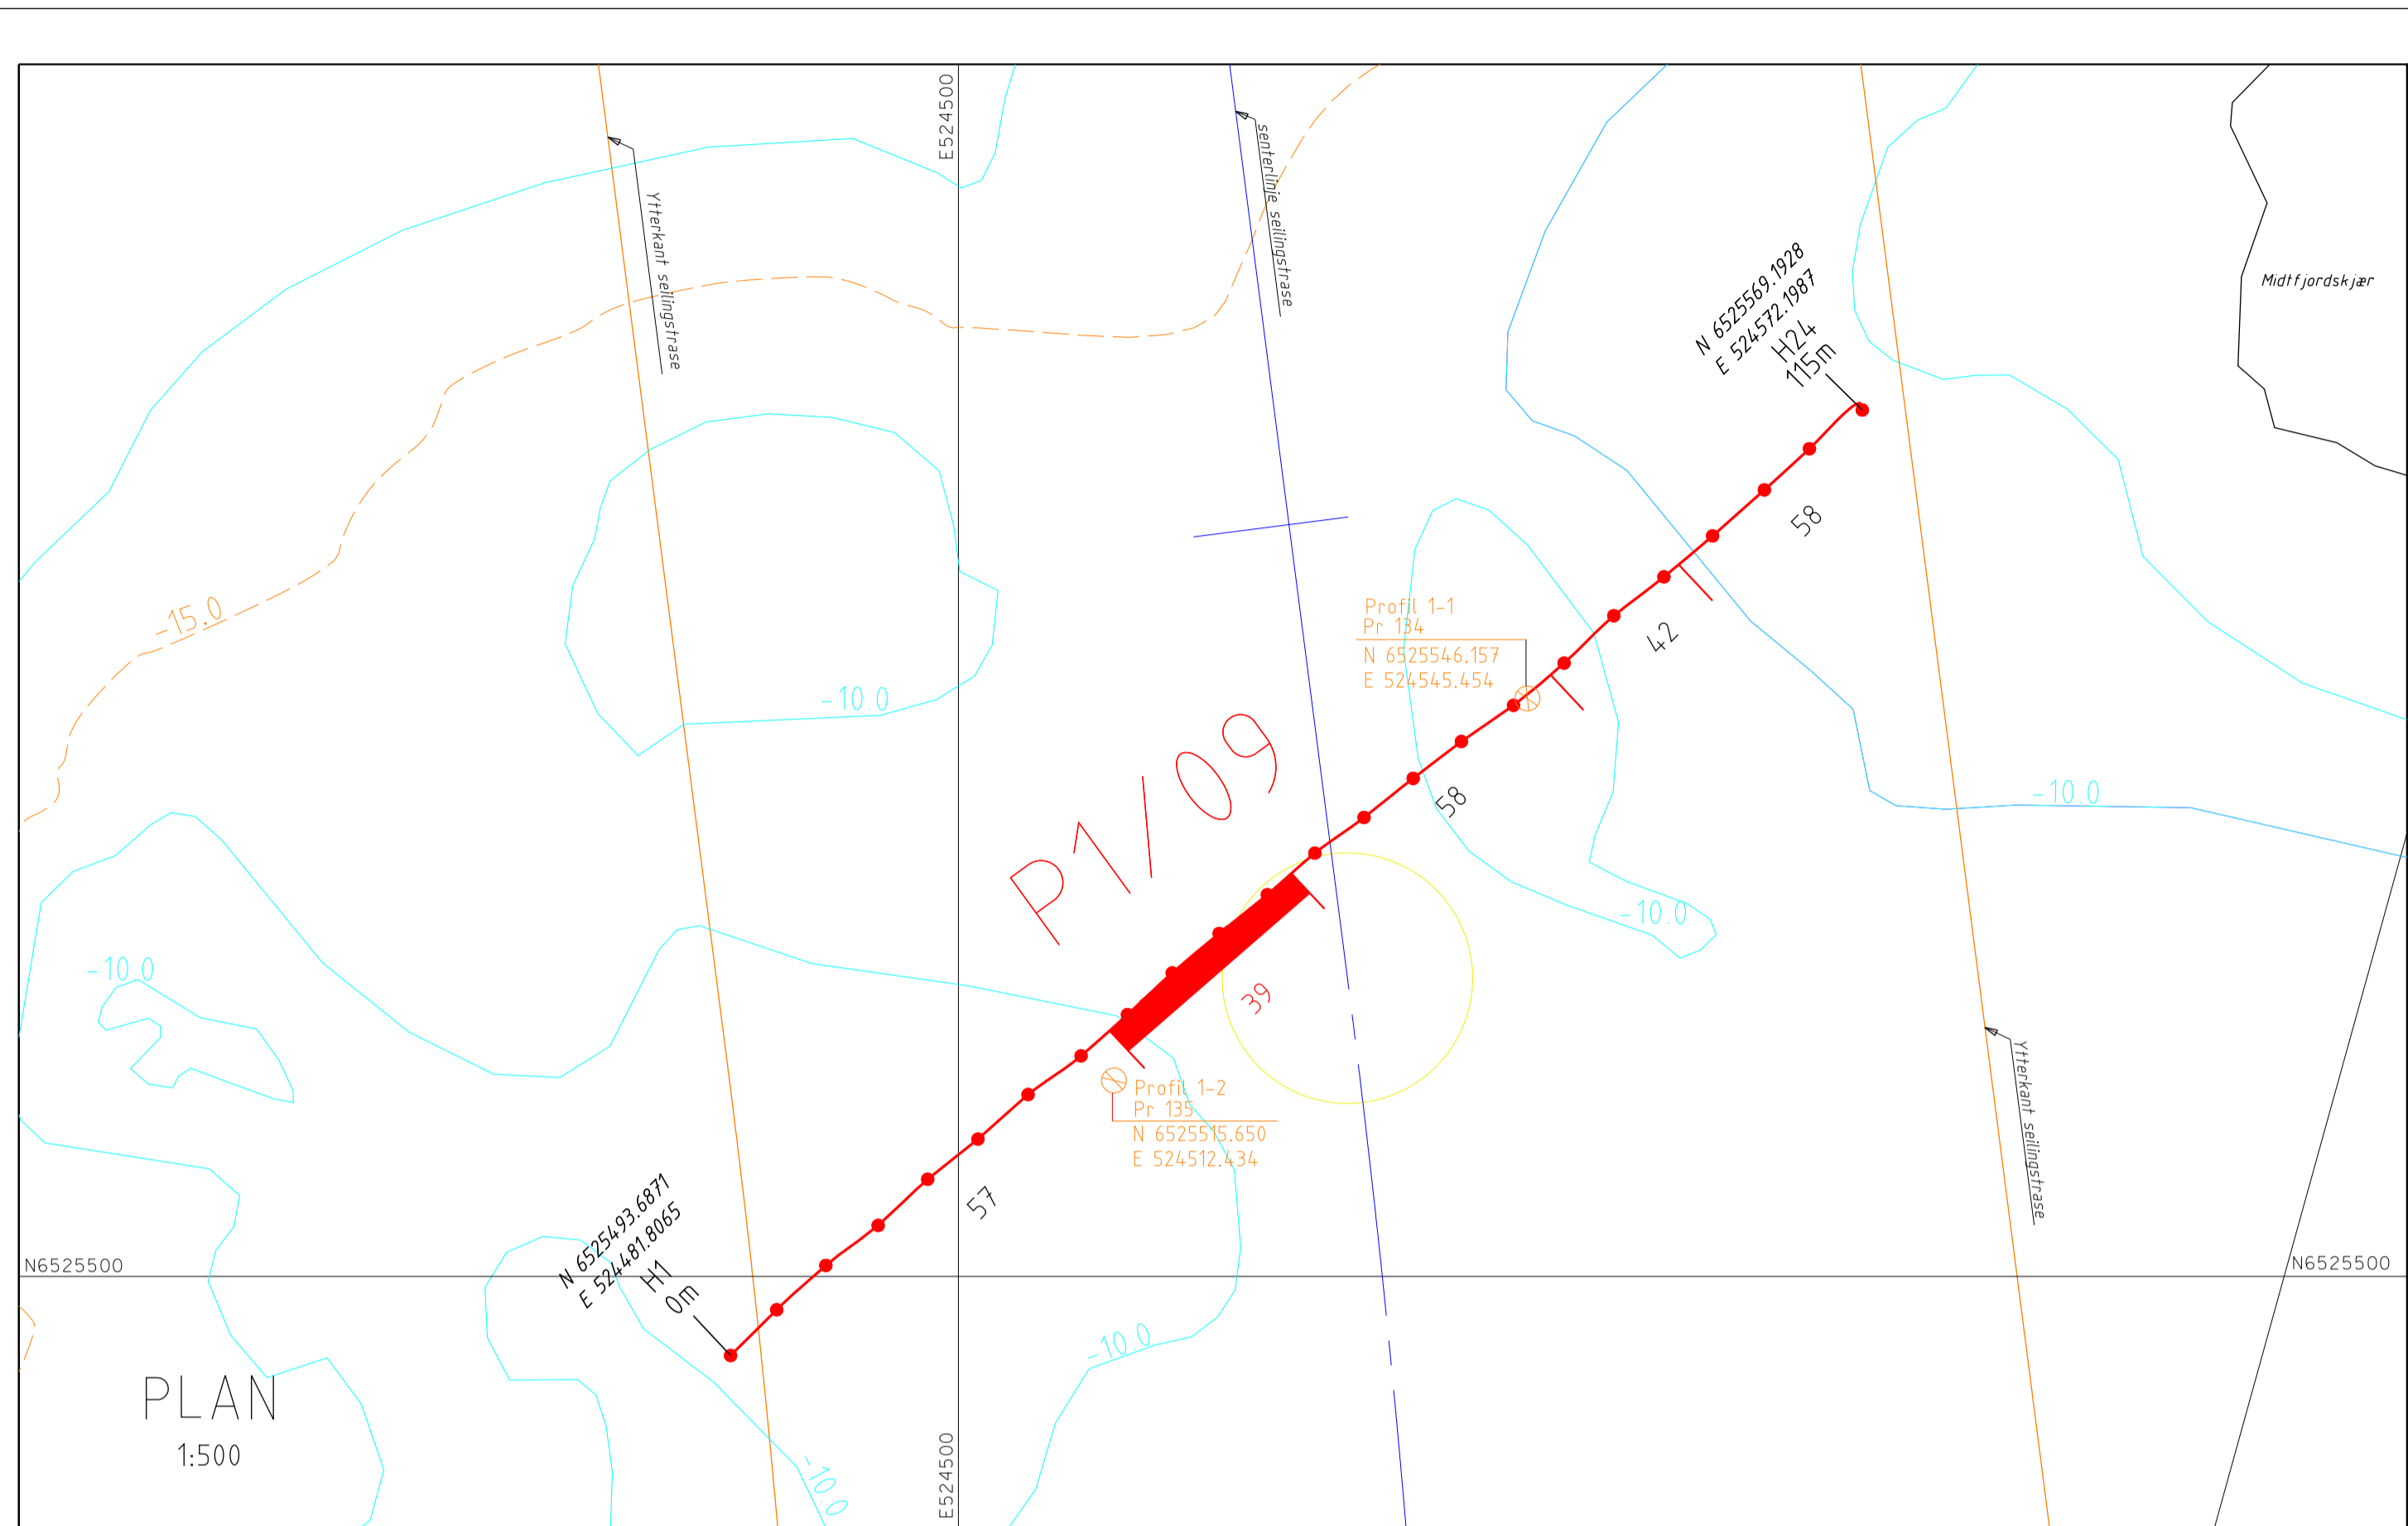 E524500
senterlinje seilingstrase
Ytterkant seilingstrase
N 6525569.1928
E 524572.1987
H24
115m
Midtfjordskjær
58
-15.0
Profil 1-1
Pr 134
N 6525546.157
E 524545.454
42
-10.0
P1/09
58
-10.0
-10.0
-10.0
39
Profil 1-2
Pr 135
N 6525515.650
E 524512.434
Ytterkant seilingstrase
57
N 6525493.6871
E 524481.8065
H1
0m
N6525500
N6525500
-10.0
PLAN
1:500
-10.0
E524500